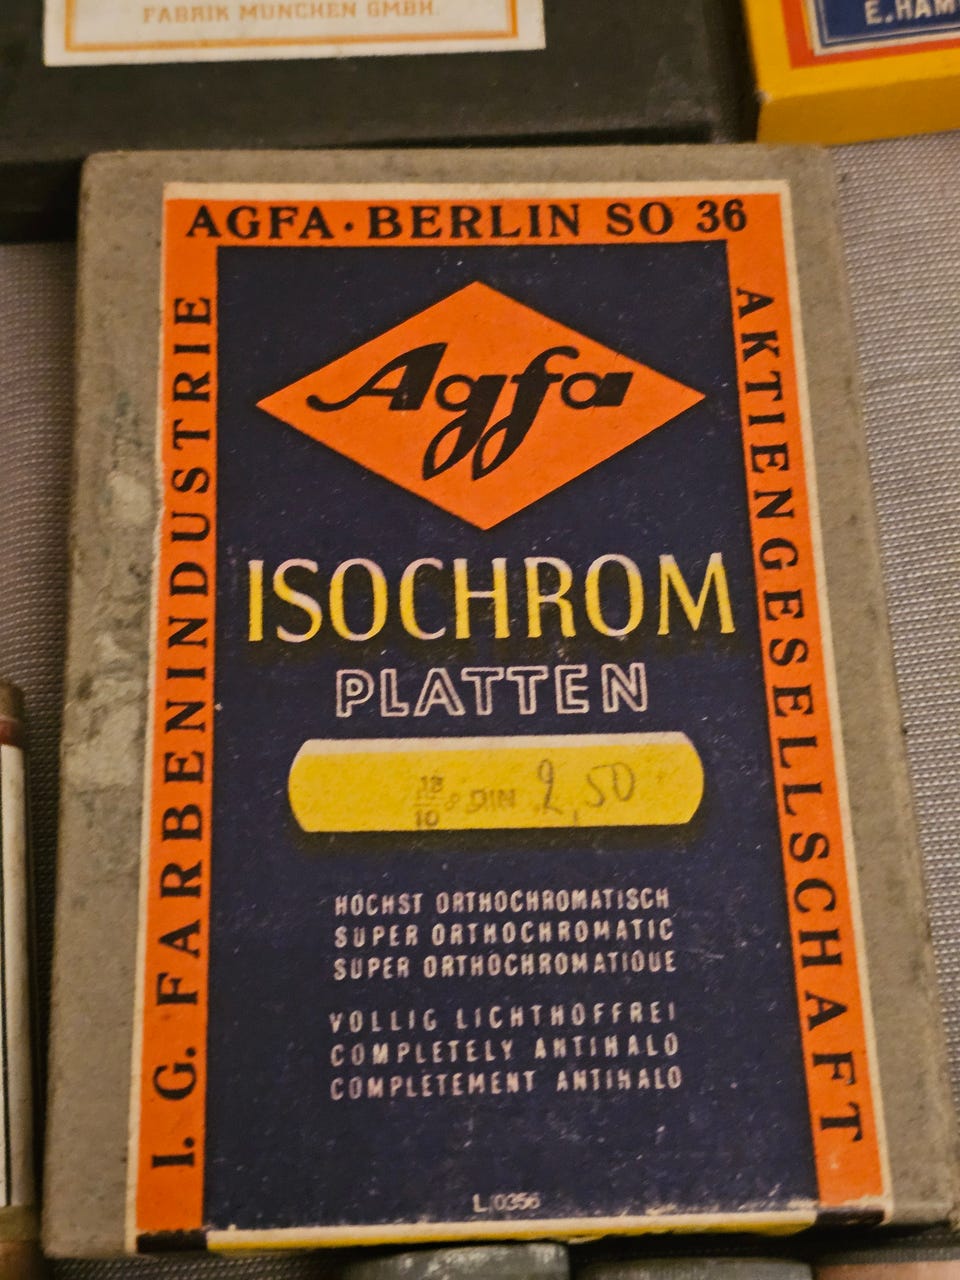 FABRIK MÜNCHEN GMBH.
E.HAM
AGFA·BERLIN SO 36
I. G. FARBENINDUSTRIE
AKTIENGESELLSCHAFT
Agfa
ISOCHROM
PLATTEN
18/10° DIN 2,50
HÖCHST ORTHOCHROMATISCH
SUPER ORTHOCHROMATIC
SUPER ORTHOCHROMATIQUE
VÖLLIG LICHTHOFFREI
COMPLETELY ANTIHALO
COMPLETEMENT ANTIHALO
L/0356